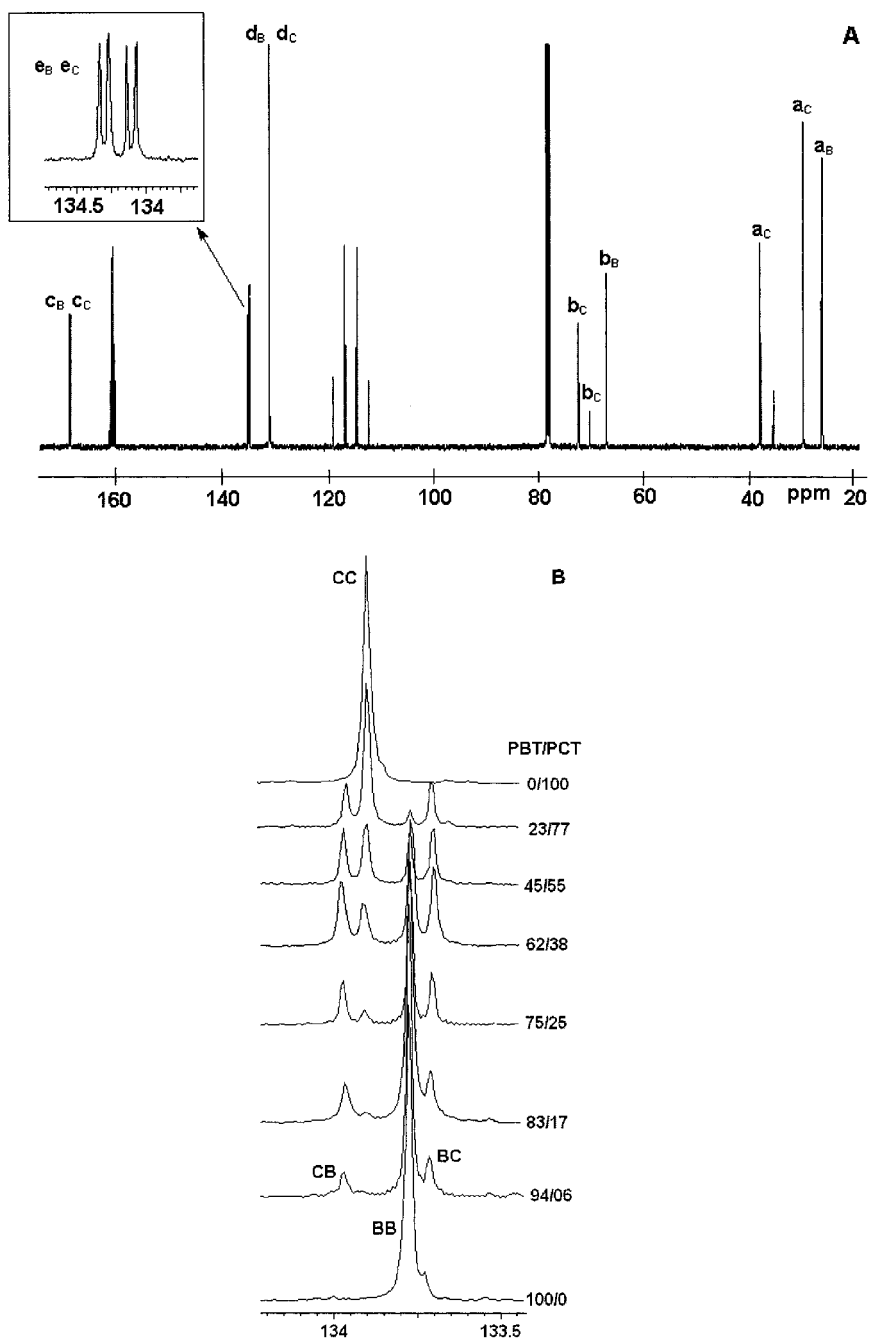 A
e_B e_C
134.5 134
d_B d_C
c_B c_C
b_C
b_C
b_B
a_C
a_C
a_B
160 140 120 100 80 60 40 ppm 20
B
CC
PBT/PCT
0/100
23/77
45/55
62/38
75/25
83/17
CB
BC
94/06
BB
100/0
134 133.5